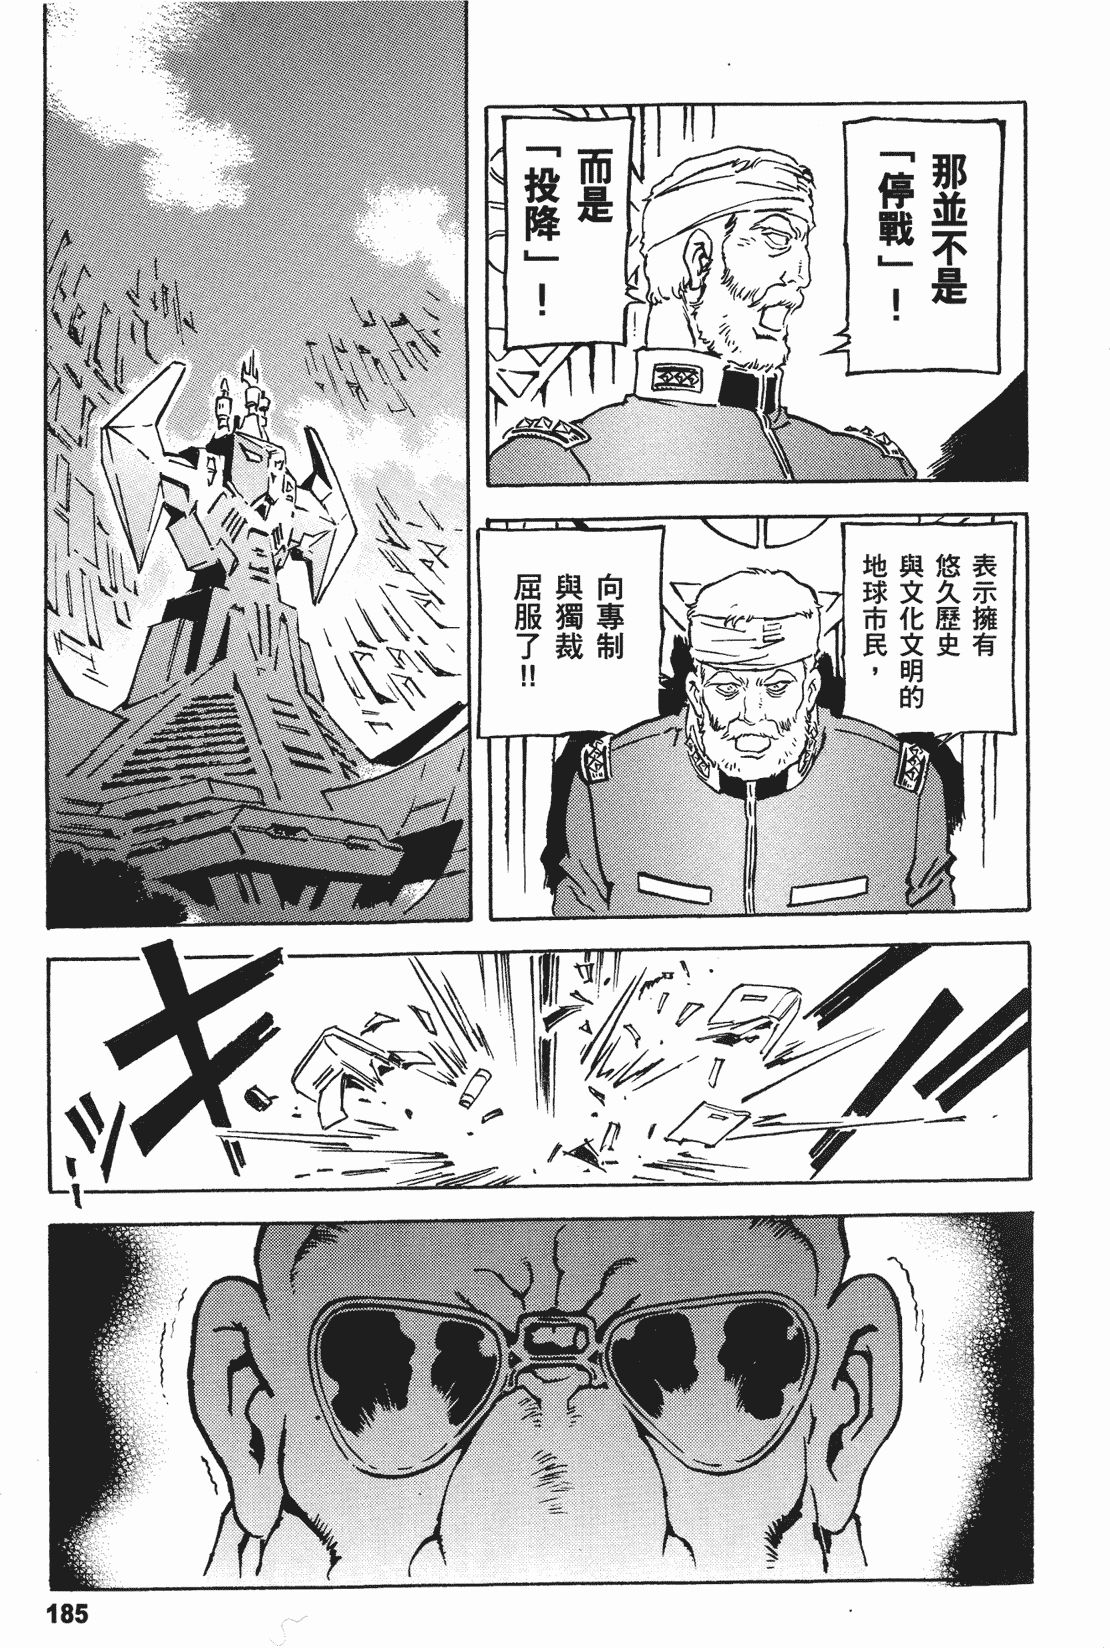 那並不是
「停戰」！
而是
「投降」！
表示擁有
悠久歷史
與文化文明的
地球市民，
向專制
與獨裁
屈服了!!
185